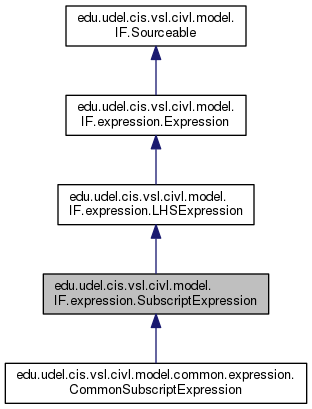 edu.udel.cis.vsl.civl.model.
IF.Sourceable
edu.udel.cis.vsl.civl.model.
IF.expression.Expression
edu.udel.cis.vsl.civl.model.
IF.expression.LHSExpression
edu.udel.cis.vsl.civl.model.
IF.expression.SubscriptExpression
edu.udel.cis.vsl.civl.model.common.expression.
CommonSubscriptExpression